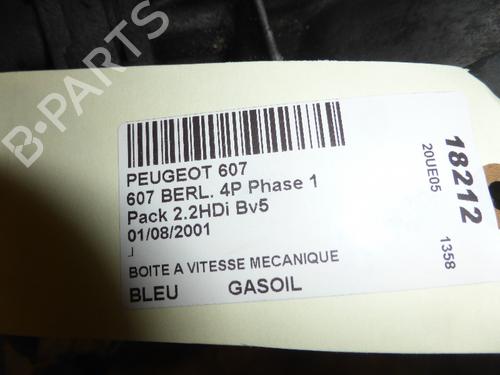 PEUGEOT 607
607 BERL. 4P Phase 1
Pack 2.2HDi Bv5
01/08/2001
J
BOITE A VITESSE MECANIQUE
BLEU GASOIL
18212
20UE05
1358
B-PARTS